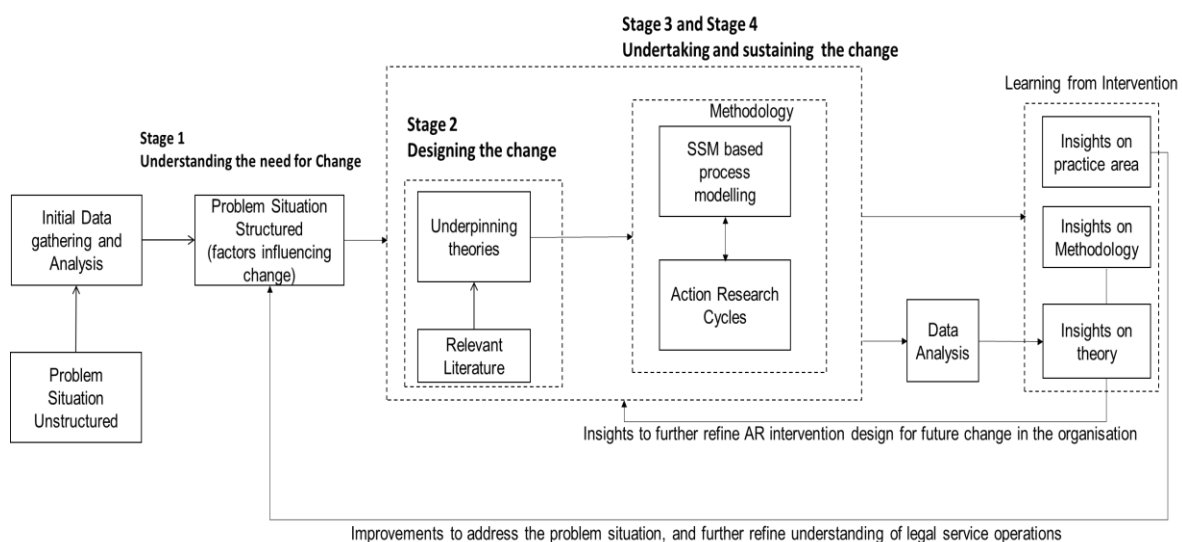 Stage 3 and Stage 4
Undertaking and sustaining the change
Learning from Intervention
Stage 1
Understanding the need for Change
Stage 2
Designing the change
Methodology
SSM based
process
modelling
Insights on
practice area
Initial Data
gathering and
Analysis
Problem Situation
Structured
(factors influencing
change)
Underpinning
theories
Insights on
Methodology
Action Research
Cycles
Problem
Situation
Unstructured
Relevant
Literature
Data
Analysis
Insights on
theory
Insights to further refine AR intervention design for future change in the organisation
Improvements to address the problem situation, and further refine understanding of legal service operations